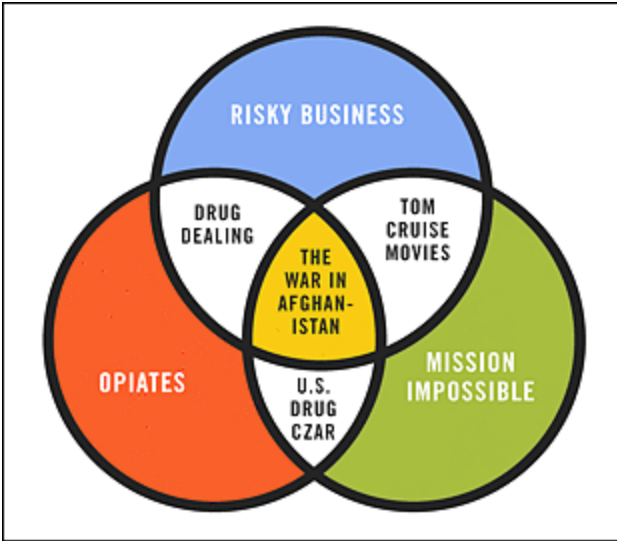 RISKY BUSINESS
DRUG
DEALING
TOM
CRUISE
MOVIES
THE
WAR IN
AFGHAN-
ISTAN
OPIATES
MISSION
IMPOSSIBLE
U.S.
DRUG
CZAR